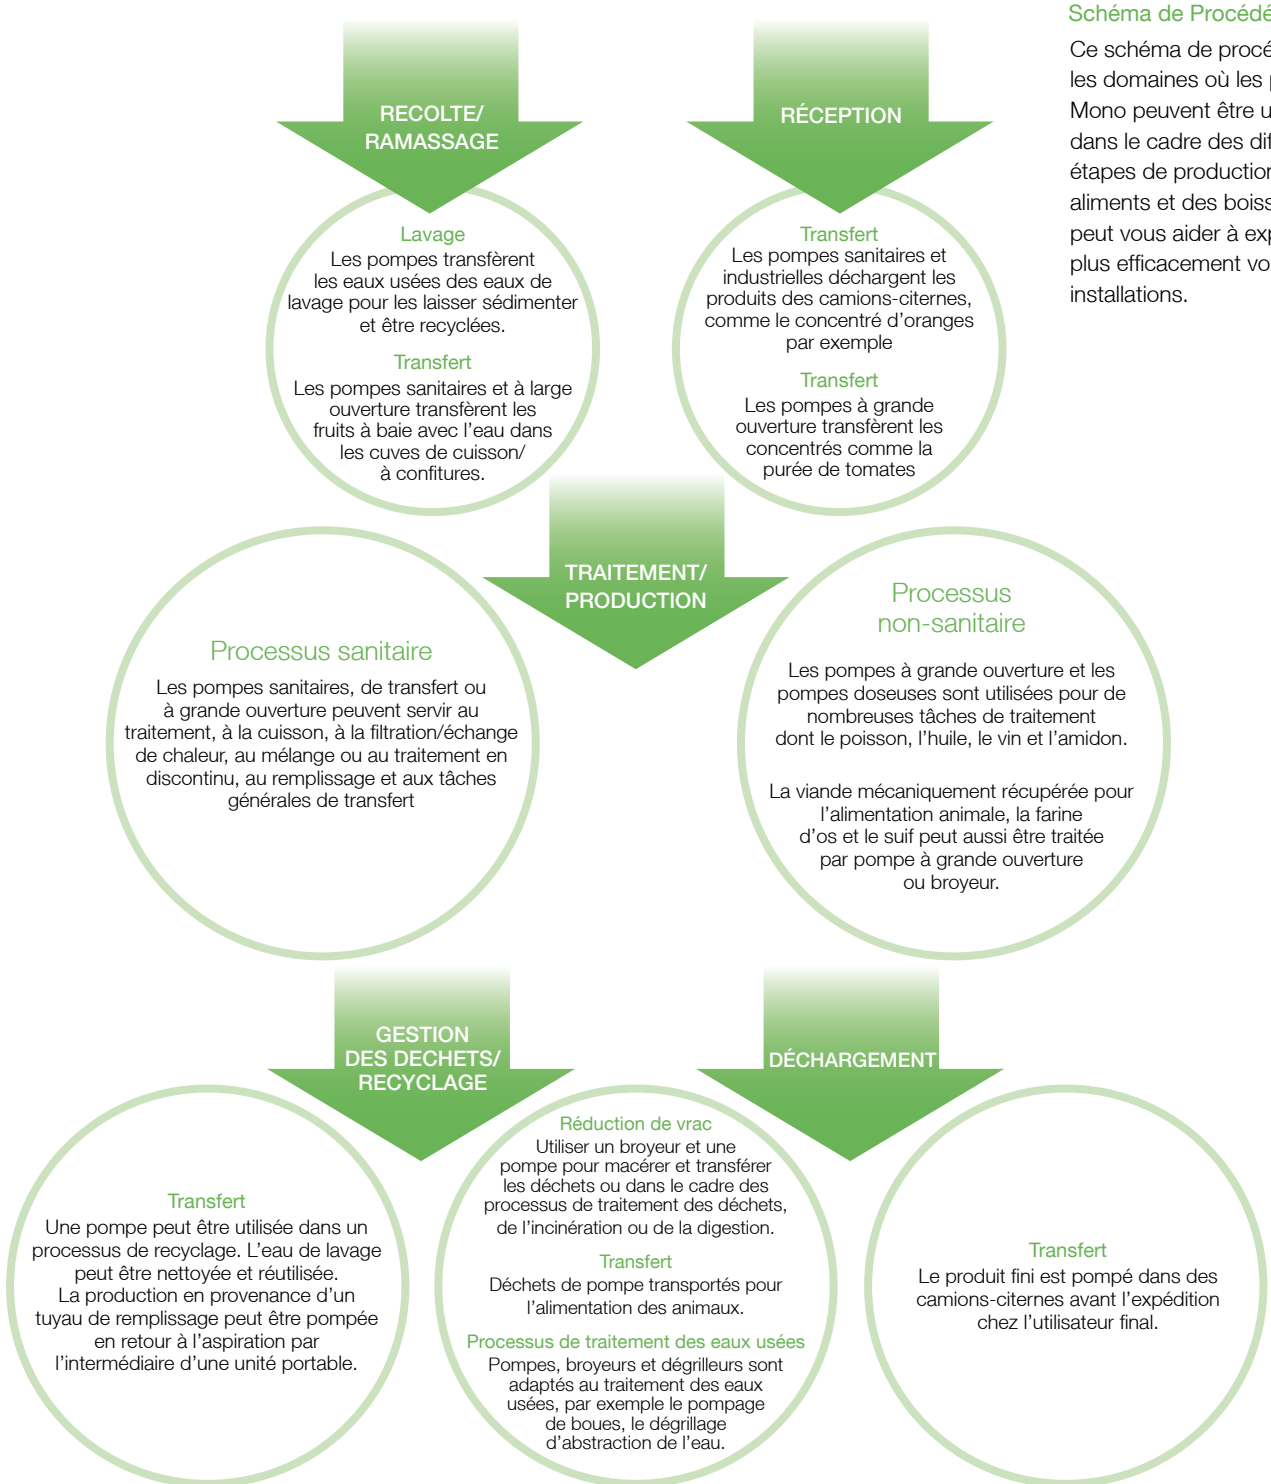 Schéma de Procédé
Ce schéma de procé
les domaines où les
Mono peuvent être
dans le cadre des
étapes de production
aliments et des
peut vous aider à
plus efficacement
installations.
RECOLTE/
RAMASSAGE
Lavage
Les pompes transfèrent
les eaux usées des eaux de
lavage pour les laisser sédimenter
et être recyclées.
Transfert
Les pompes sanitaires et à large
ouverture transfèrent les
fruits à baie avec l’eau dans
les cuves de cuisson/
à confitures.
RÉCEPTION
Transfert
Les pompes sanitaires et
industrielles déchargent les
produits des camions-citernes,
comme le concentré d’oranges
par exemple
Transfert
Les pompes à grande
ouverture transfèrent les
concentrés comme la
purée de tomates
TRAITEMENT/
PRODUCTION
Processus sanitaire
Les pompes sanitaires, de transfert ou
à grande ouverture peuvent servir au
traitement, à la cuisson, à la filtration/échange
de chaleur, au mélange ou au traitement en
discontinu, au remplissage et aux tâches
générales de transfert
Processus
non-sanitaire
Les pompes à grande ouverture et les
pompes doseuses sont utilisées pour de
nombreuses tâches de traitement
dont le poisson, l’huile, le vin et l’amidon.
La viande mécaniquement récupérée pour
l’alimentation animale, la farine
d’os et le suif peut aussi être traitée
par pompe à grande ouverture
ou broyeur.
GESTION
DES DECHETS/
RECYCLAGE
DÉCHARGEMENT
Transfert
Une pompe peut être utilisée dans un
processus de recyclage. L’eau de lavage
peut être nettoyée et réutilisée.
La production en provenance d’un
tuyau de remplissage peut être pompée
en retour à l’aspiration par
l’intermédiaire d’une unité portable.
Réduction de vrac
Utiliser un broyeur et une
pompe pour macérer et transférer
les déchets ou dans le cadre des
processus de traitement des déchets,
de l’incinération ou de la digestion.
Transfert
Déchets de pompe transportés pour
l’alimentation des animaux.
Processus de traitement des eaux usées
Pompes, broyeurs et dégrilleurs sont
adaptés au traitement des eaux
usées, par exemple le pompage
de boues, le dégrillage
d’abstraction de l’eau.
Transfert
Le produit fini est pompé dans des
camions-citernes avant l’expédition
chez l’utilisateur final.